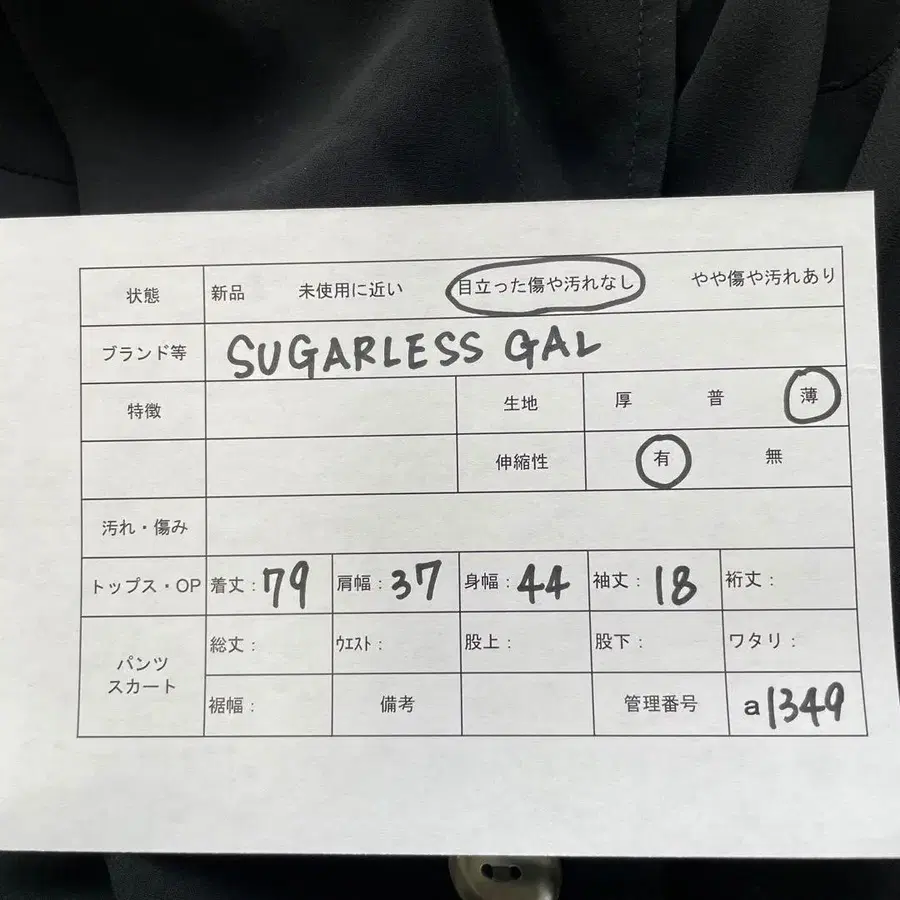 状態 新品 未使用に近い 目立った傷や汚れなし やや傷や汚れあり
ブランド等 SUGARLESS GAL
特徴 生地 厚 普 薄
伸縮性 有 無
汚れ・傷み
トップス・OP 着丈：79 肩幅：37 身幅：44 袖丈：18 裄丈：
パンツ 総丈： ウエスト： 股上： 股下： ワタリ：
スカート
裾幅： 備考 管理番号 a1349